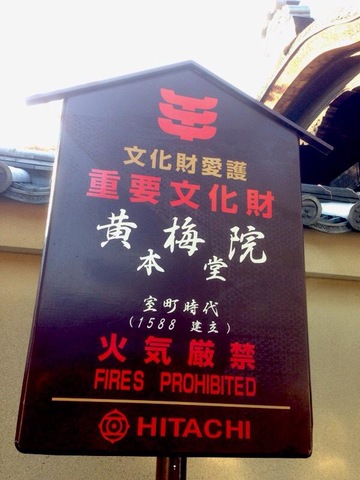 文化財愛護
重要文化財
黄梅院
本堂
室町時代
(1588 建立)
火気厳禁
FIRES PROHIBITED
HITACHI